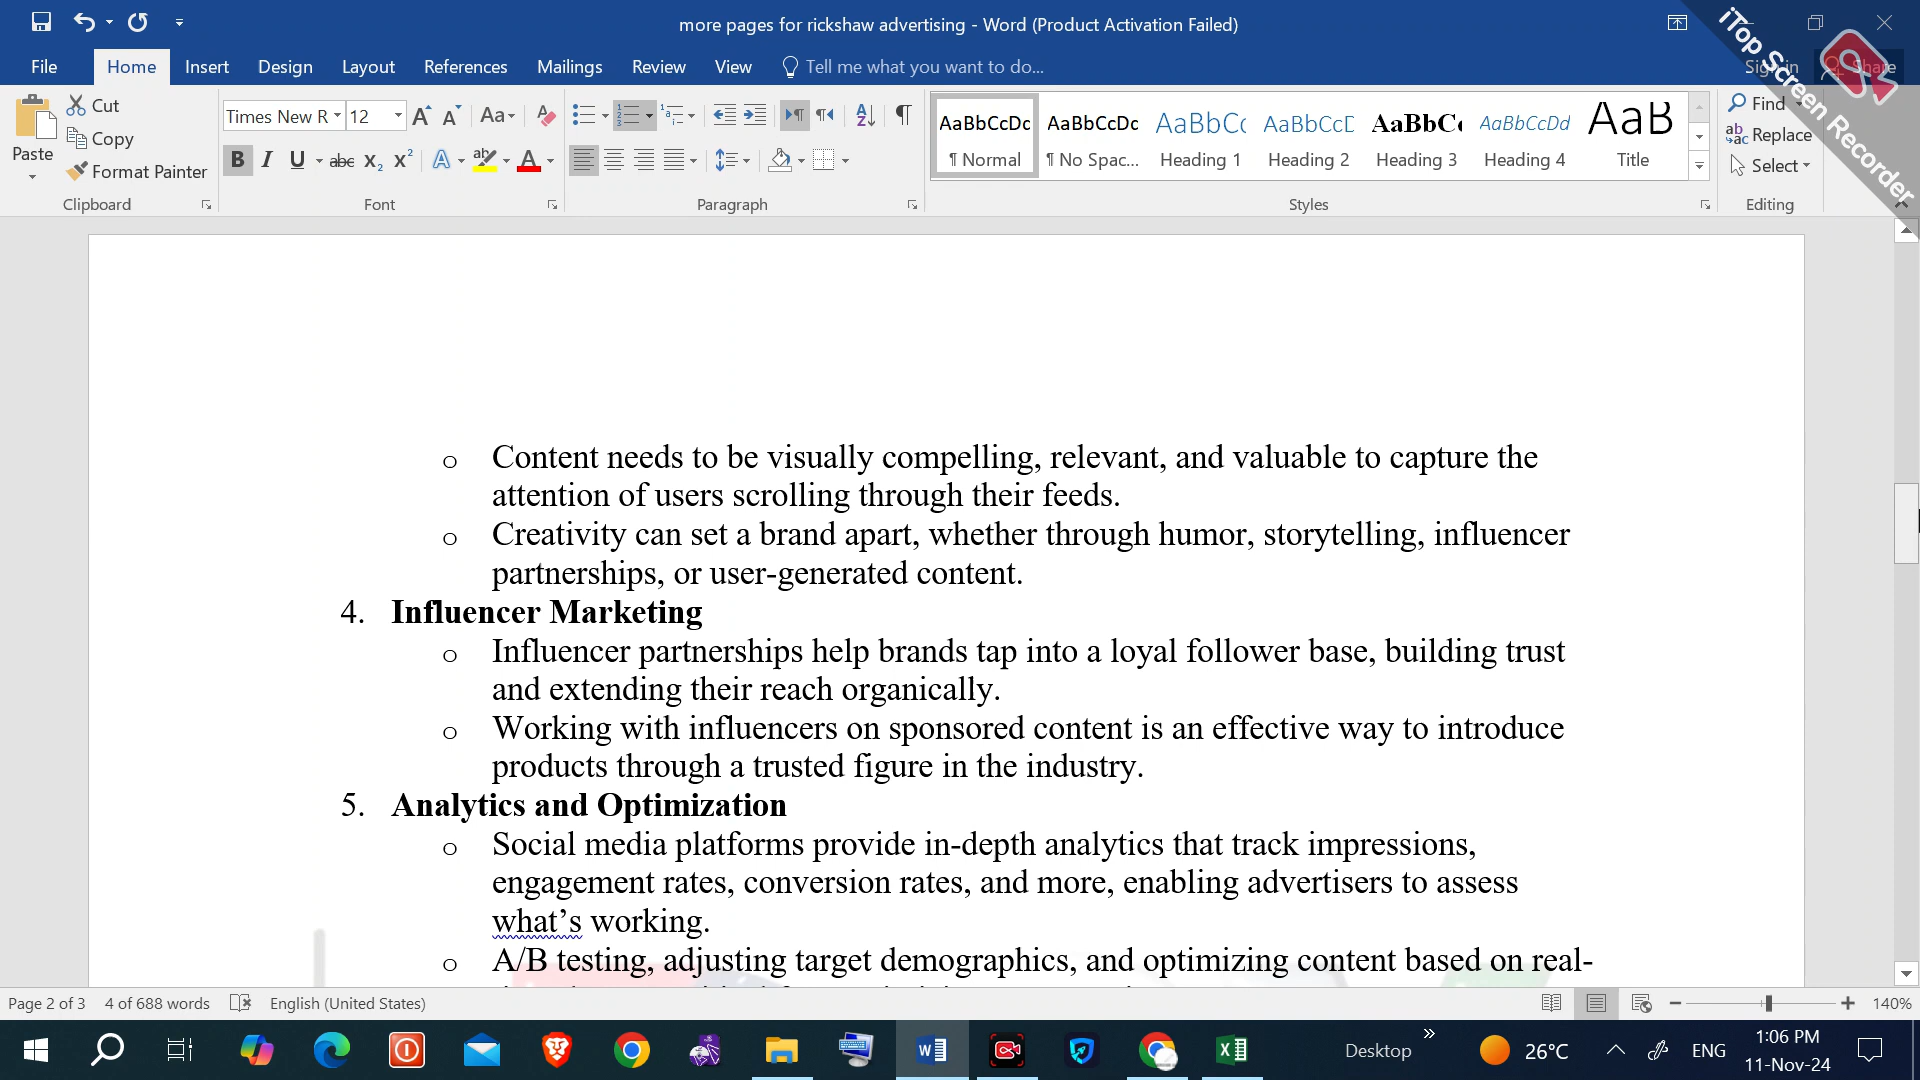 more pages for rickshaw advertising - Word (Product Activation Failed)
iTop Screen Recorder
File Home Insert Design Layout References Mailings Review View Tell me what you want to do... Sign in Share
Paste
Cut
Copy
Format Painter
Clipboard
Times New R 12
Font
Paragraph
AaBbCcDc AaBbCcDc AaBbCc AaBbCcD AaBbCc AaBbCcDd AaB
¶ Normal ¶ No Spac... Heading 1 Heading 2 Heading 3 Heading 4 Title
Styles
Find
Replace
Select
Editing
o Content needs to be visually compelling, relevant, and valuable to capture the
attention of users scrolling through their feeds.
o Creativity can set a brand apart, whether through humor, storytelling, influencer
partnerships, or user-generated content.
4. Influencer Marketing
o Influencer partnerships help brands tap into a loyal follower base, building trust
and extending their reach organically.
o Working with influencers on sponsored content is an effective way to introduce
products through a trusted figure in the industry.
5. Analytics and Optimization
o Social media platforms provide in-depth analytics that track impressions,
engagement rates, conversion rates, and more, enabling advertisers to assess
what’s working.
o A/B testing, adjusting target demographics, and optimizing content based on real-
Page 2 of 3 4 of 688 words English (United States) 140%
Desktop 26°C ENG 1:06 PM
11-Nov-24